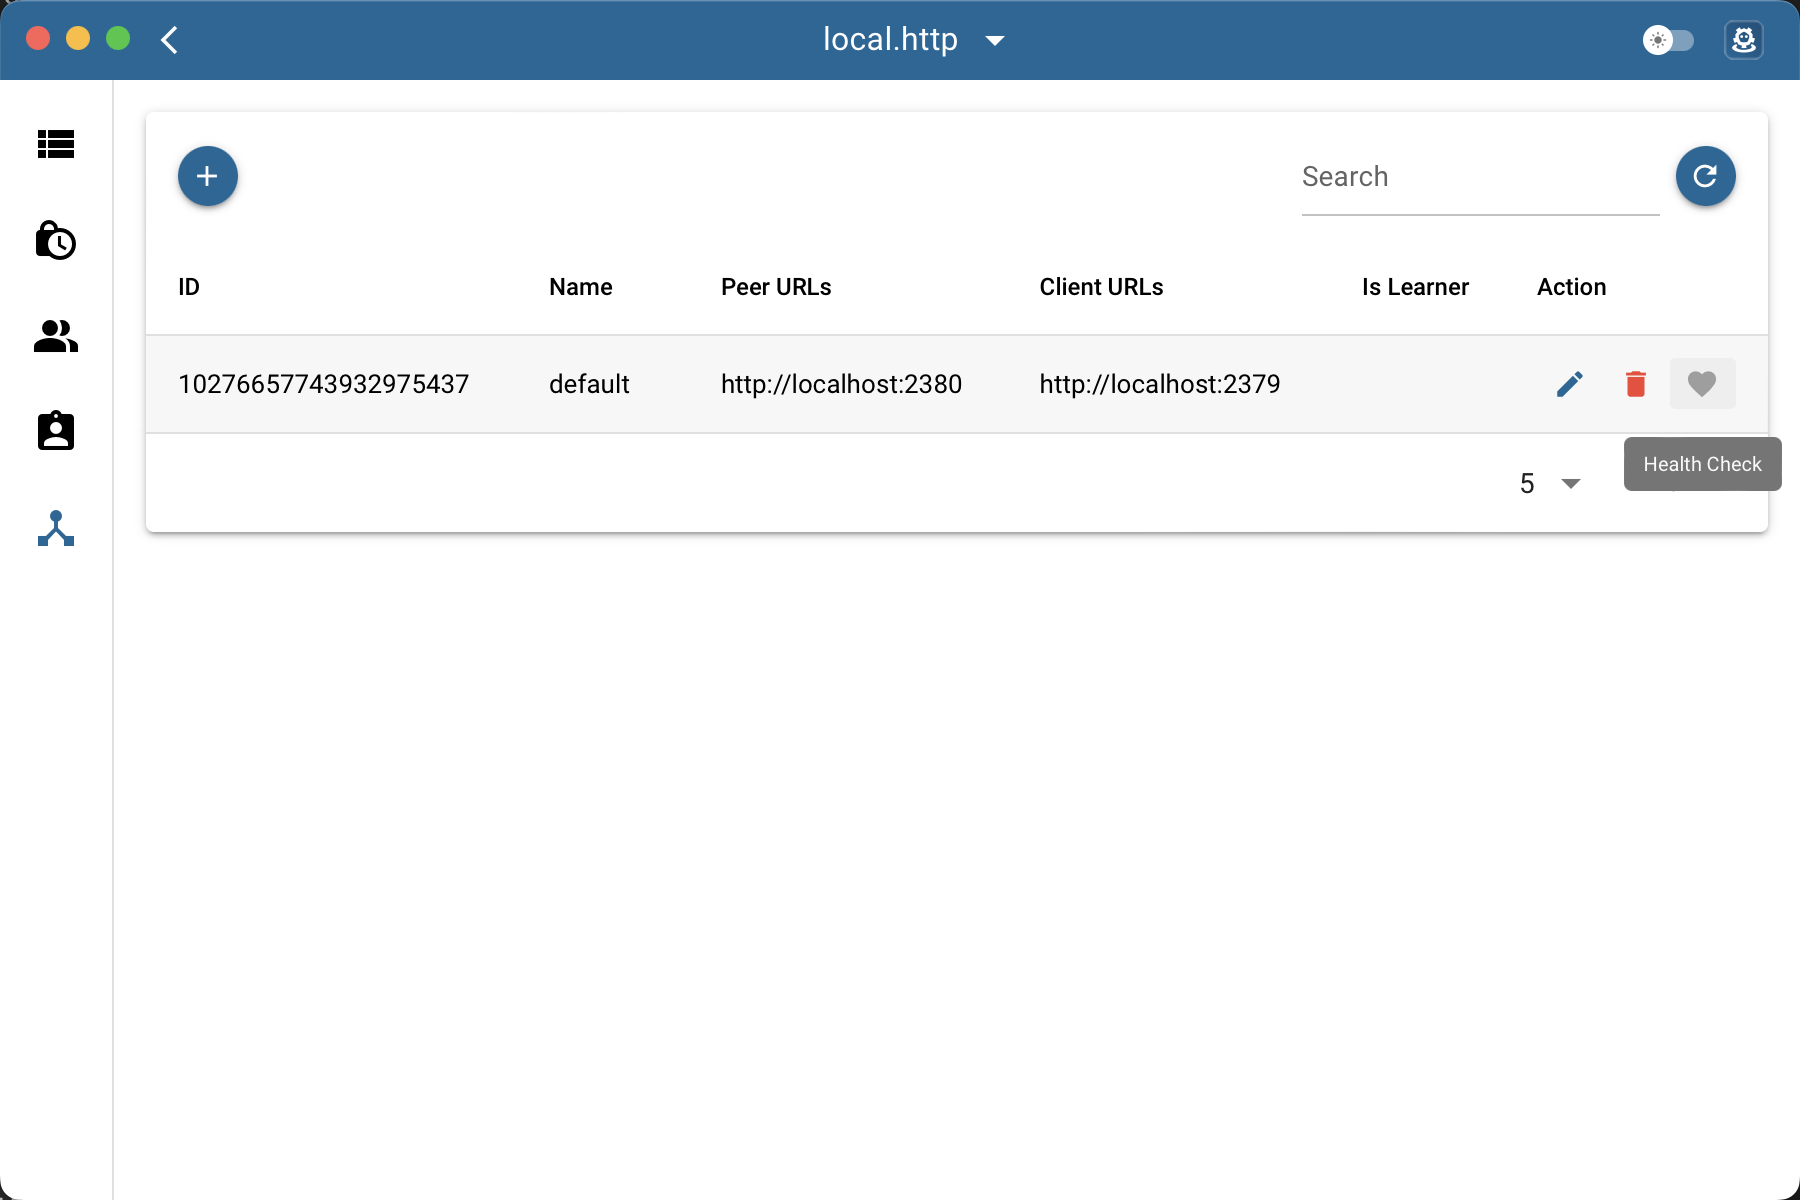 local.http
Search
ID Name Peer URLs Client URLs Is Learner Action
10276657743932975437 default http://localhost:2380 http://localhost:2379
Health Check
5